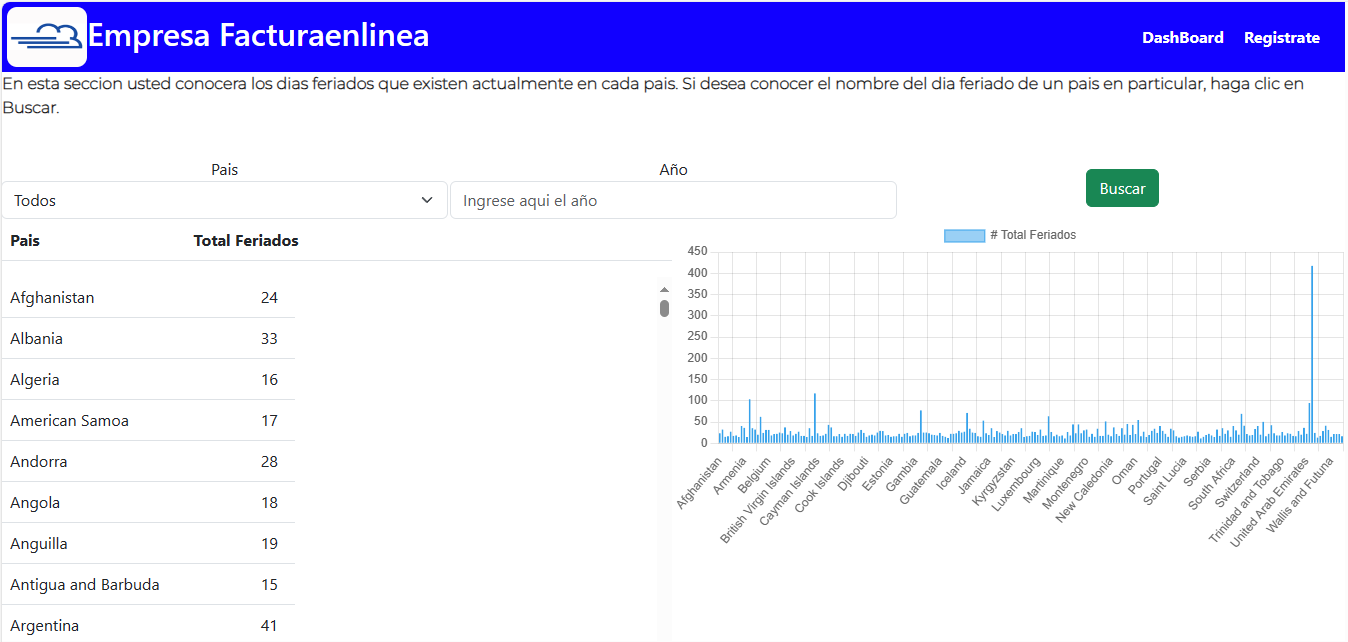 Empresa Facturaenlinea
DashBoard
Registrate
En esta seccion usted conocera los dias feriados que existen actualmente en cada pais. Si desea conocer el nombre del dia feriado de un pais en particular, haga clic en
Buscar.
Pais
Año
Todos
Ingrese aqui el año
Buscar
Pais Total Feriados
Afghanistan 24
Albania 33
Algeria 16
American Samoa 17
Andorra 28
Angola 18
Anguilla 19
Antigua and Barbuda 15
Argentina 41
# Total Feriados
450
400
350
300
250
200
150
100
50
0
Afghanistan
Armenia
Belgium
British Virgin Islands
Cayman Islands
Cook Islands
Djibouti
Estonia
Gambia
Guatemala
Iceland
Jamaica
Kyrgyzstan
Luxembourg
Martinique
Montenegro
New Caledonia
Oman
Portugal
Saint Lucia
Serbia
South Africa
Switzerland
Trinidad and Tobago
United Arab Emirates
Wallis and Futuna